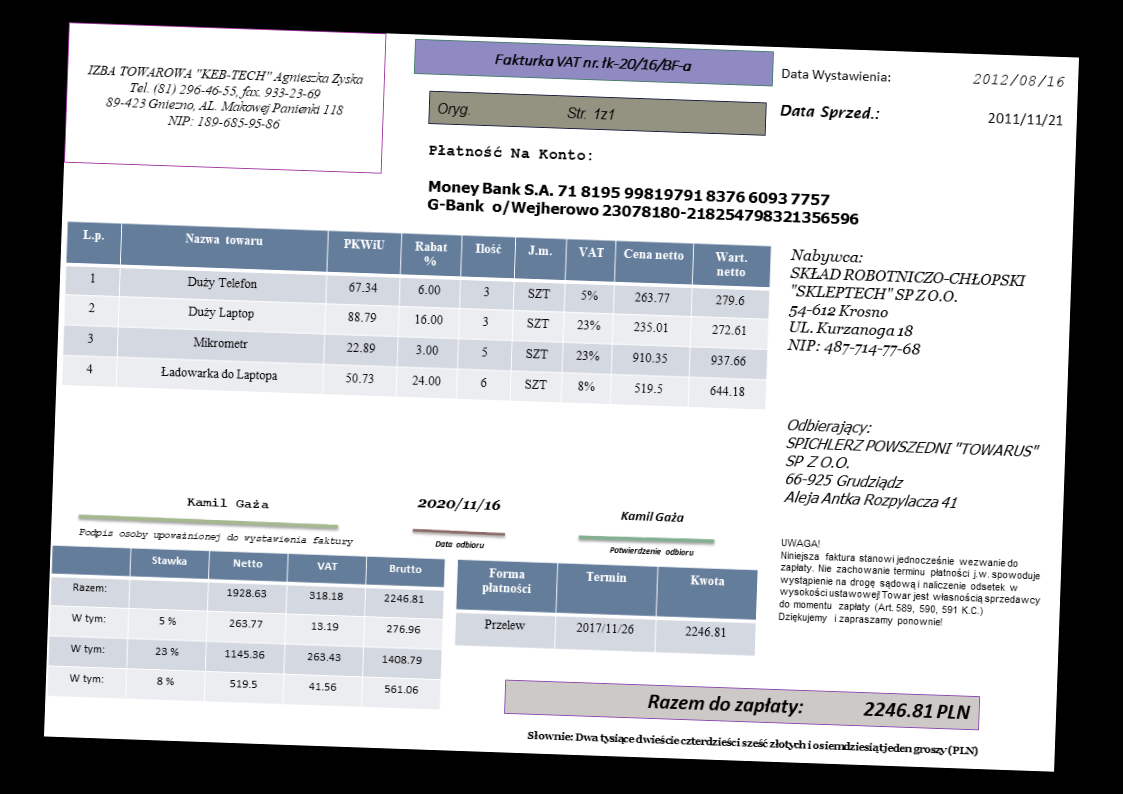 IZBA TOWAROWA "KEB-TECH" Agnieszka Zyska
Tel. (81) 296-46-55, fax. 933-23-69
89-423 Gniezno, AL. Makowej Panienki 118
NIP: 189-685-95-86
Fakturka VAT nr. łk-20/16/BF-a
Oryg. Str. 1z1
Data Wystawienia: 2012/08/16
Data Sprzed.: 2011/11/21
Płatność Na Konto:
Money Bank S.A. 71 8195 99819791 8376 6093 7757
G-Bank o/Wejherowo 23078180-218254798321356596
L.p. Nazwa towaru PKWiU Rabat % Ilość J.m. VAT Cena netto Wart. netto
1 Duży Telefon 67.34 6.00 3 SZT 5% 263.77 279.6
2 Duży Laptop 88.79 16.00 3 SZT 23% 235.01 272.61
3 Mikrometr 22.89 3.00 5 SZT 23% 910.35 937.66
4 Ładowarka do Laptopa 50.73 24.00 6 SZT 8% 519.5 644.18
Nabywca:
SKŁAD ROBOTNICZO-CHŁOPSKI
"SKLEPTECH" SP Z O.O.
54-612 Krosno
UL. Kurzanoga 18
NIP: 487-714-77-68
Odbierający:
SPICHLERZ POWSZEDNI "TOWARUS"
SP Z O.O.
66-925 Grudziądz
Aleja Antka Rozpylacza 41
Kamil Gaża
Podpis osoby upoważnionej do wystawienia faktury
2020/11/16
Data odbioru
Kamil Gaża
Potwierdzenie odbioru
UWAGA!
Niniejsza faktura stanowi jednocześnie wezwanie do
zapłaty. Nie zachowanie terminu płatności j.w. spowoduje
wystąpienie na drogę sądową i naliczenie odsetek w
wysokości ustawowej! Towar jest własnością sprzedawcy
do momentu zapłaty (Art. 589, 590, 591 K.C.)
Dziękujemy i zapraszamy ponownie!
Stawka Netto VAT Brutto
Razem: 1928.63 318.18 2246.81
W tym: 5 % 263.77 13.19 276.96
W tym: 23 % 1145.36 263.43 1408.79
W tym: 8 % 519.5 41.56 561.06
Forma płatności Termin Kwota
Przelew 2017/11/26 2246.81
Razem do zapłaty: 2246.81 PLN
Słownie: Dwa tysiące dwieście czterdzieści sześć złotych i osiemdziesiąt jeden groszy (PLN)